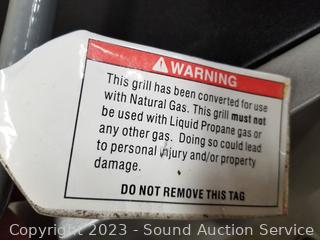 WARNING
This grill has been converted for use
with Natural Gas. This grill must not
be used with Liquid Propane gas or
any other gas. Doing so could lead
to personal injury and/or property
damage.
DO NOT REMOVE THIS TAG
Copyright 2023 - Sound Auction Service